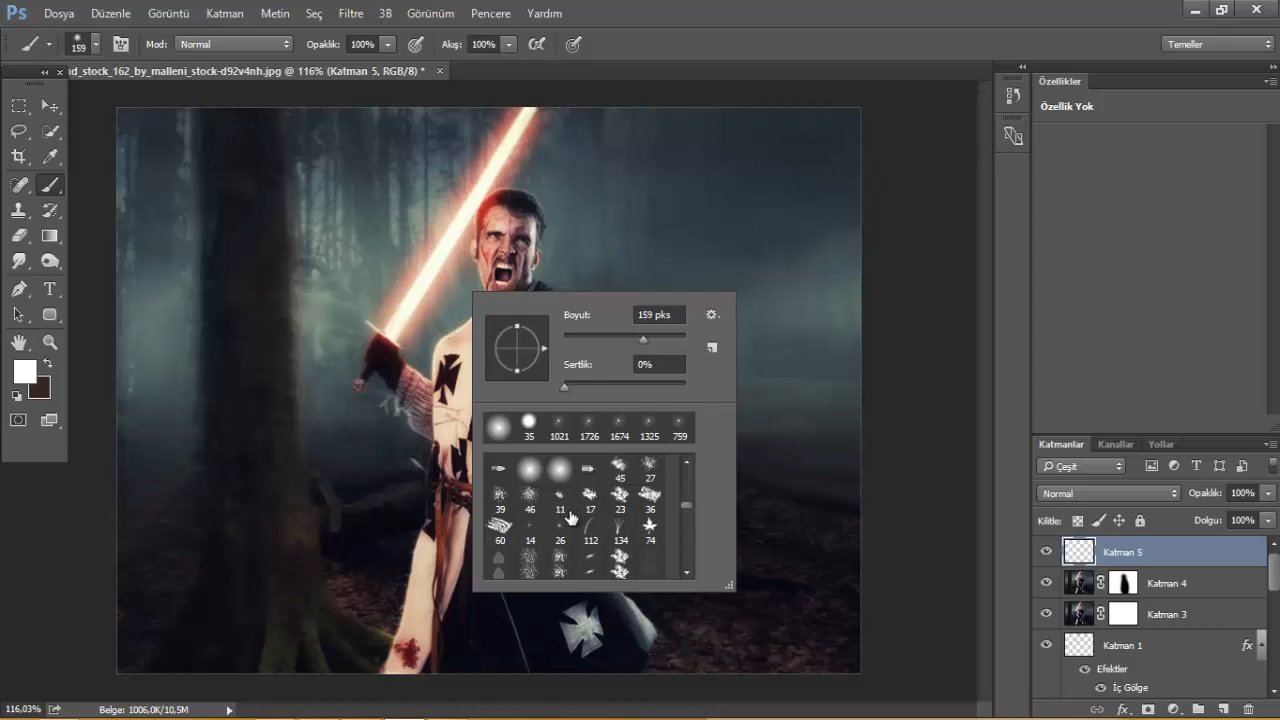 Ps Dosya Düzenle Görüntü Katman Metin Seç Filtre 3B Görünüm Pencere Yardım
159 Mod: Normal Opaklık: 100% Akış: 100% Temeller
ıd_stock_162_by_malleni_stock-d92v4nh.jpg @ 116% (Katman 5, RGB/8) *
Özellikler
Özellik Yok
Boyut: 159 pks
Sertlik: 0%
35 1021 1726 1674 1325 759
45 27
39 46 11 17 23 36
60 14 26 112 134 74
Katmanlar Kanallar Yollar
Çeşit
Normal Opaklık: 100%
Kilitle: Dolgu: 100%
Katman 5
Katman 4
Katman 3
Katman 1 fx
Efektler
İç Gölge
116,03% Belge: 1006,0K/10,5M